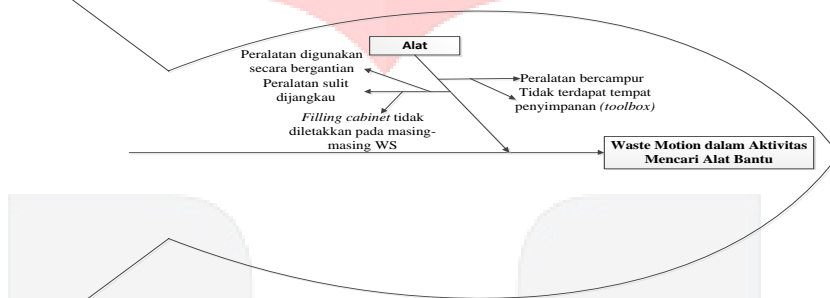 Alat
Peralatan digunakan
secara bergantian
Peralatan sulit
dijangkau
Filling cabinet tidak
diletakkan pada masing-
masing WS
Peralatan bercampur
Tidak terdapat tempat
penyimpanan (toolbox)
Waste Motion dalam Aktivitas
Mencari Alat Bantu